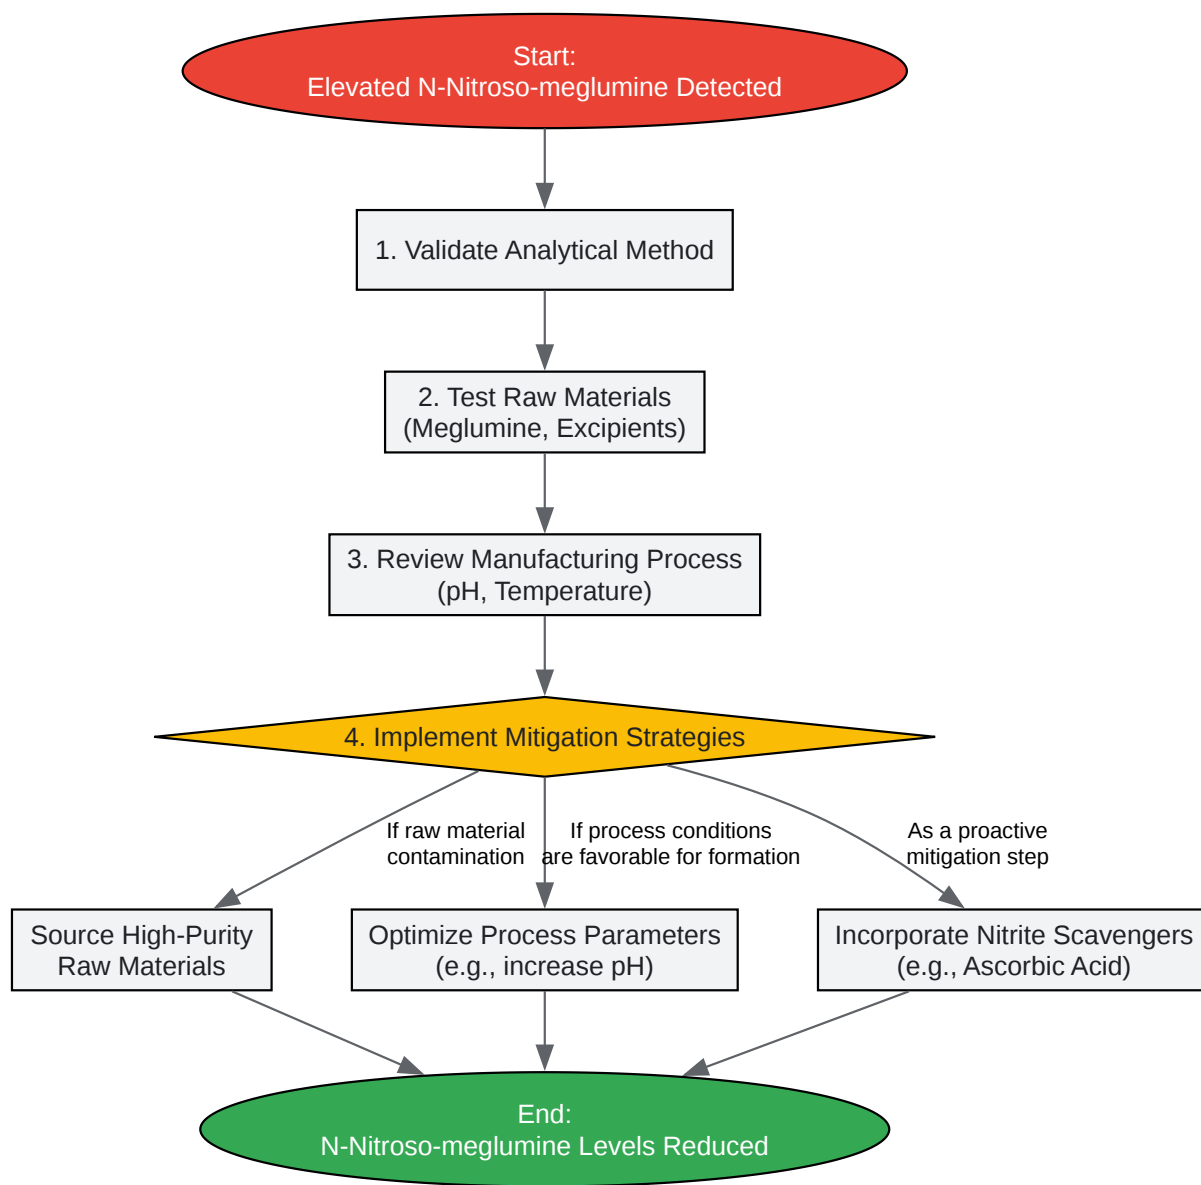 Start:
Elevated N-Nitroso-meglumine Detected
1. Validate Analytical Method
2. Test Raw Materials
(Meglumine, Excipients)
3. Review Manufacturing Process
(pH, Temperature)
4. Implement Mitigation Strategies
If raw material
contamination
If process conditions
are favorable for formation
As a proactive
mitigation step
Source High-Purity
Raw Materials
Optimize Process Parameters
(e.g., increase pH)
Incorporate Nitrite Scavengers
(e.g., Ascorbic Acid)
End:
N-Nitroso-meglumine Levels Reduced